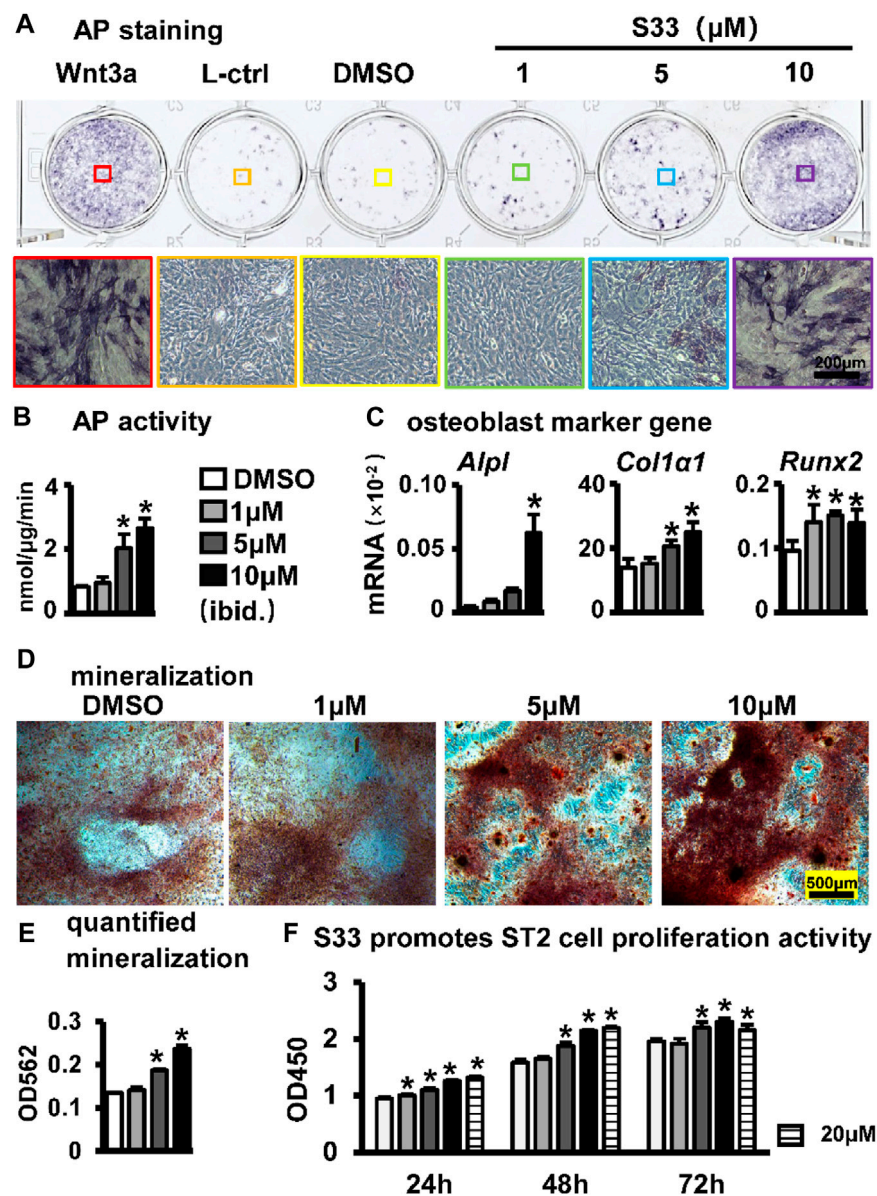 A AP staining
S33 (μM)
Wnt3a L-ctrl DMSO 1 5 10
200μm
B AP activity
nmol/μg/min
4
2
0
DMSO
1μM
5μM
10μM
(ibid.)
* *
C osteoblast marker gene
mRNA (×10-2)
Alpl
0.10
0.05
0
*
Col1α1
40
20
0
* *
Runx2
0.2
0.1
0
* * *
D mineralization
DMSO 1μM 5μM 10μM
500μm
E quantified
mineralization
OD562
0.3
0.2
0.1
0
* *
F S33 promotes ST2 cell proliferation activity
OD450
3
2
1
0
* * * *
* * *
* * *
24h 48h 72h
20μM